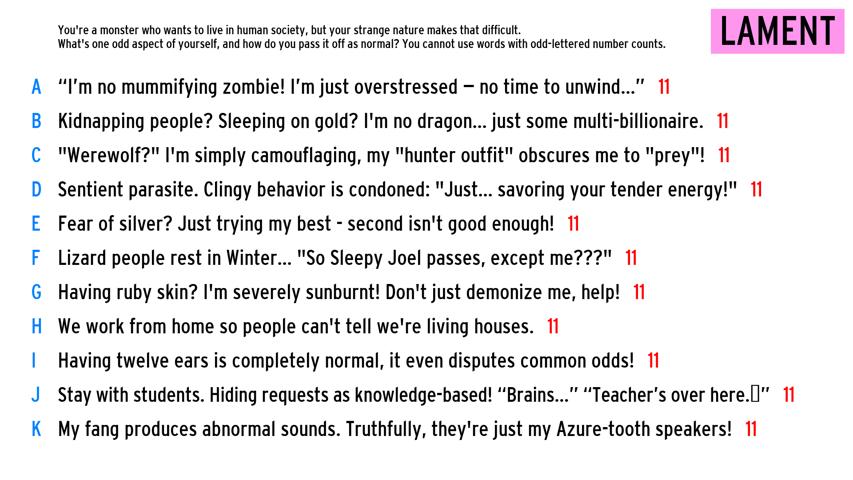 You're a monster who wants to live in human society, but your strange nature makes that difficult.
What's one odd aspect of yourself, and how do you pass it off as normal? You cannot use words with odd-lettered number counts.
LAMENT
A “I’m no mummifying zombie! I’m just overstressed – no time to unwind...” 11
B Kidnapping people? Sleeping on gold? I'm no dragon... just some multi-billionaire. 11
C "Werewolf?" I'm simply camouflaging, my "hunter outfit" obscures me to "prey"! 11
D Sentient parasite. Clingy behavior is condoned: "Just... savoring your tender energy!" 11
E Fear of silver? Just trying my best - second isn't good enough! 11
F Lizard people rest in Winter... "So Sleepy Joel passes, except me???" 11
G Having ruby skin? I'm severely sunburnt! Don't just demonize me, help! 11
H We work from home so people can't tell we're living houses. 11
I Having twelve ears is completely normal, it even disputes common odds! 11
J Stay with students. Hiding requests as knowledge-based! “Brains...” “Teacher’s over here.▯” 11
K My fang produces abnormal sounds. Truthfully, they're just my Azure-tooth speakers! 11